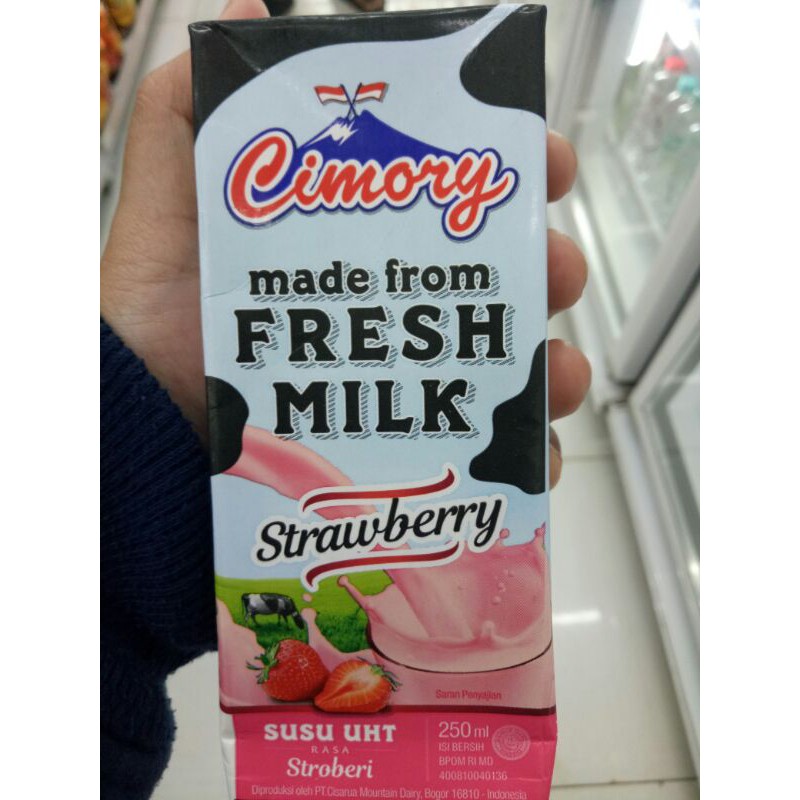 Cimory
made from
FRESH
MILK
Strawberry
Saran Penyajian
SUSU UHT
RASA
Stroberi
250 ml
ISI BERSIH
BPOM RI MD
400810040136
Diproduksi oleh PT.Cisarua Mountain Dairy, Bogor 16810 - Indonesia